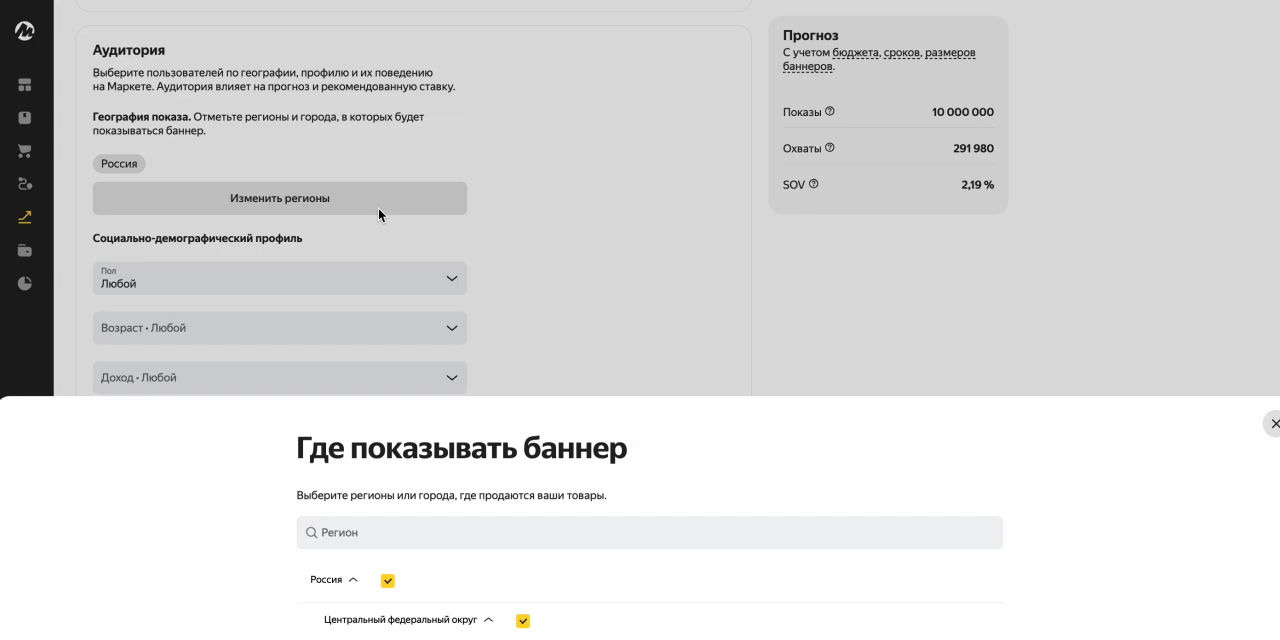 Аудитория
Выберите пользователей по географии, профилю и их поведению
на Маркете. Аудитория влияет на прогноз и рекомендованную ставку.
География показа. Отметьте регионы и города, в которых будет
показываться баннер.
Россия
Изменить регионы
Социально-демографический профиль
Пол
Любой
Возраст • Любой
Доход • Любой
Прогноз
С учетом бюджета, сроков, размеров
баннеров.
Показы 10 000 000
Охваты 291 980
SOV 2,19 %
Где показывать баннер
Выберите регионы или города, где продаются ваши товары.
Регион
Россия
Центральный федеральный округ